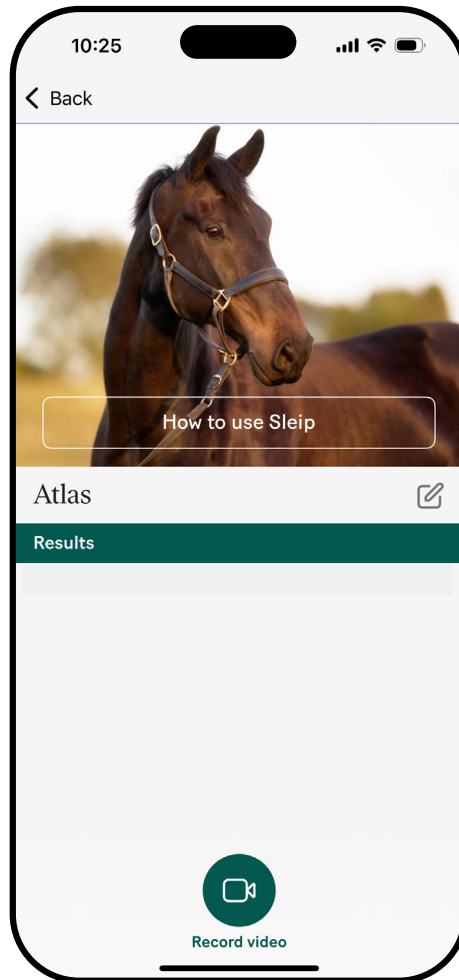 10:25
Back
How to use Sleip
Atlas
Results
Record video